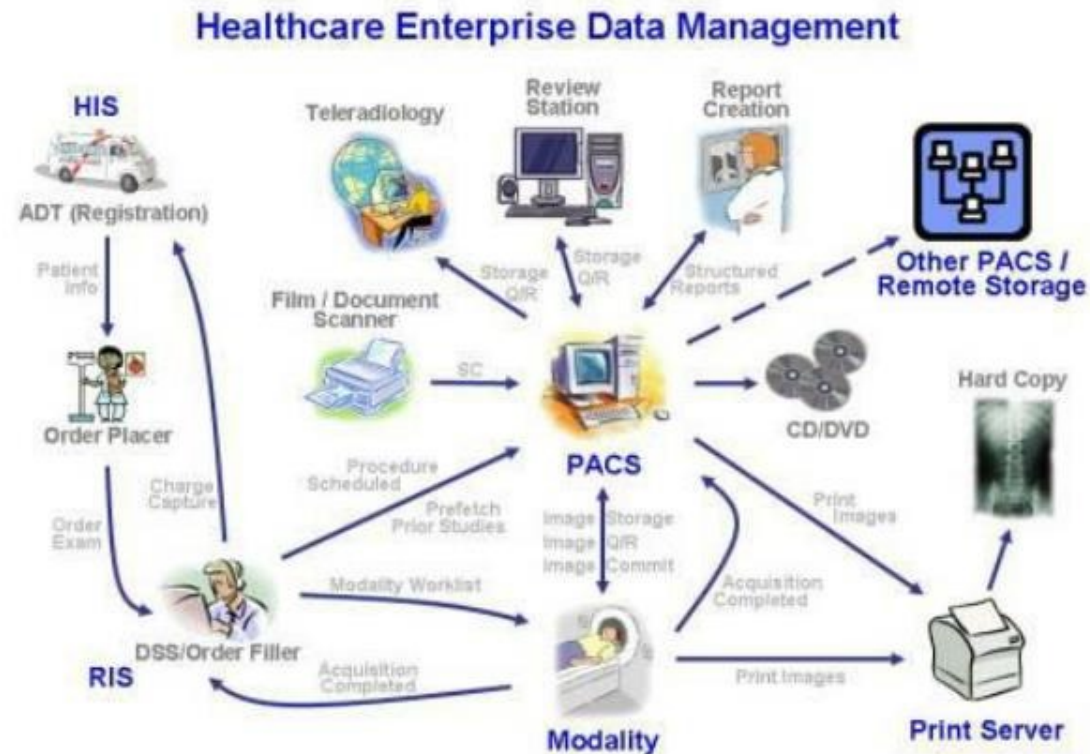 Healthcare Enterprise Data Management
HIS
ADT (Registration)
Teleradiology
Review
Station
Report
Creation
Other PACS /
Remote Storage
Patient
Info
Storage
Q/R
Storage
Q/R
Structured
Reports
Film / Document
Scanner
SC
PACS
CD/DVD
Hard Copy
Order Placer
Charge
Capture
Order
Exam
Procedure
Scheduled
Prefetch
Prior Studies
Image Storage
Image Q/R
Image Commit
Print
Images
Acquisition
Completed
Modality Worklist
DSS/Order Filler
RIS
Acquisition
Completed
Print Images
Modality
Print Server